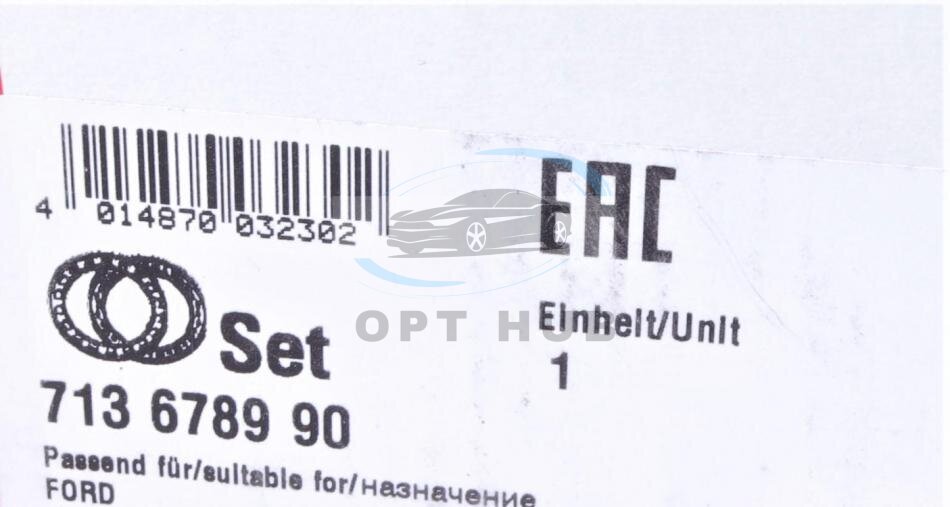 4 014870 032302
EAC
Set
OPT HUB
Einheit/Unit
1
713 6789 90
Passend für/suitable for/назначение
FORD